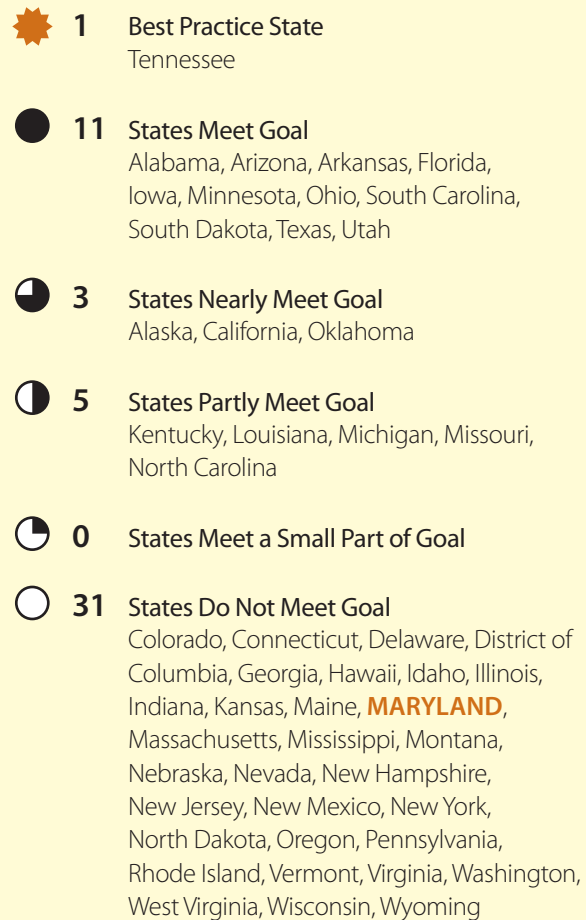 1 Best Practice State
Tennessee
11 States Meet Goal
Alabama, Arizona, Arkansas, Florida,
Iowa, Minnesota, Ohio, South Carolina,
South Dakota, Texas, Utah
3 States Nearly Meet Goal
Alaska, California, Oklahoma
5 States Partly Meet Goal
Kentucky, Louisiana, Michigan, Missouri,
North Carolina
0 States Meet a Small Part of Goal
31 States Do Not Meet Goal
Colorado, Connecticut, Delaware, District of
Columbia, Georgia, Hawaii, Idaho, Illinois,
Indiana, Kansas, Maine, MARYLAND,
Massachusetts, Mississippi, Montana,
Nebraska, Nevada, New Hampshire,
New Jersey, New Mexico, New York,
North Dakota, Oregon, Pennsylvania,
Rhode Island, Vermont, Virginia, Washington,
West Virginia, Wisconsin, Wyoming